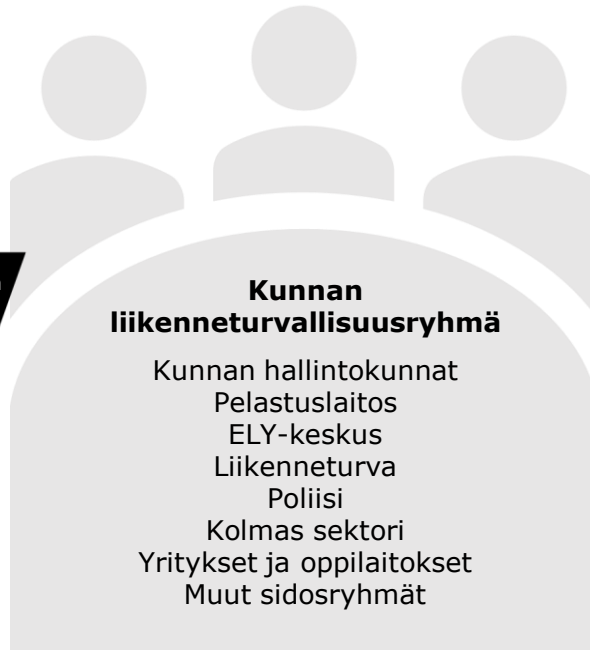 Kunnan
liikenneturvallisuusryhmä
Kunnan hallintokunnat
Pelastuslaitos
ELY-keskus
Liikenneturva
Poliisi
Kolmas sektori
Yritykset ja oppilaitokset
Muut sidosryhmät